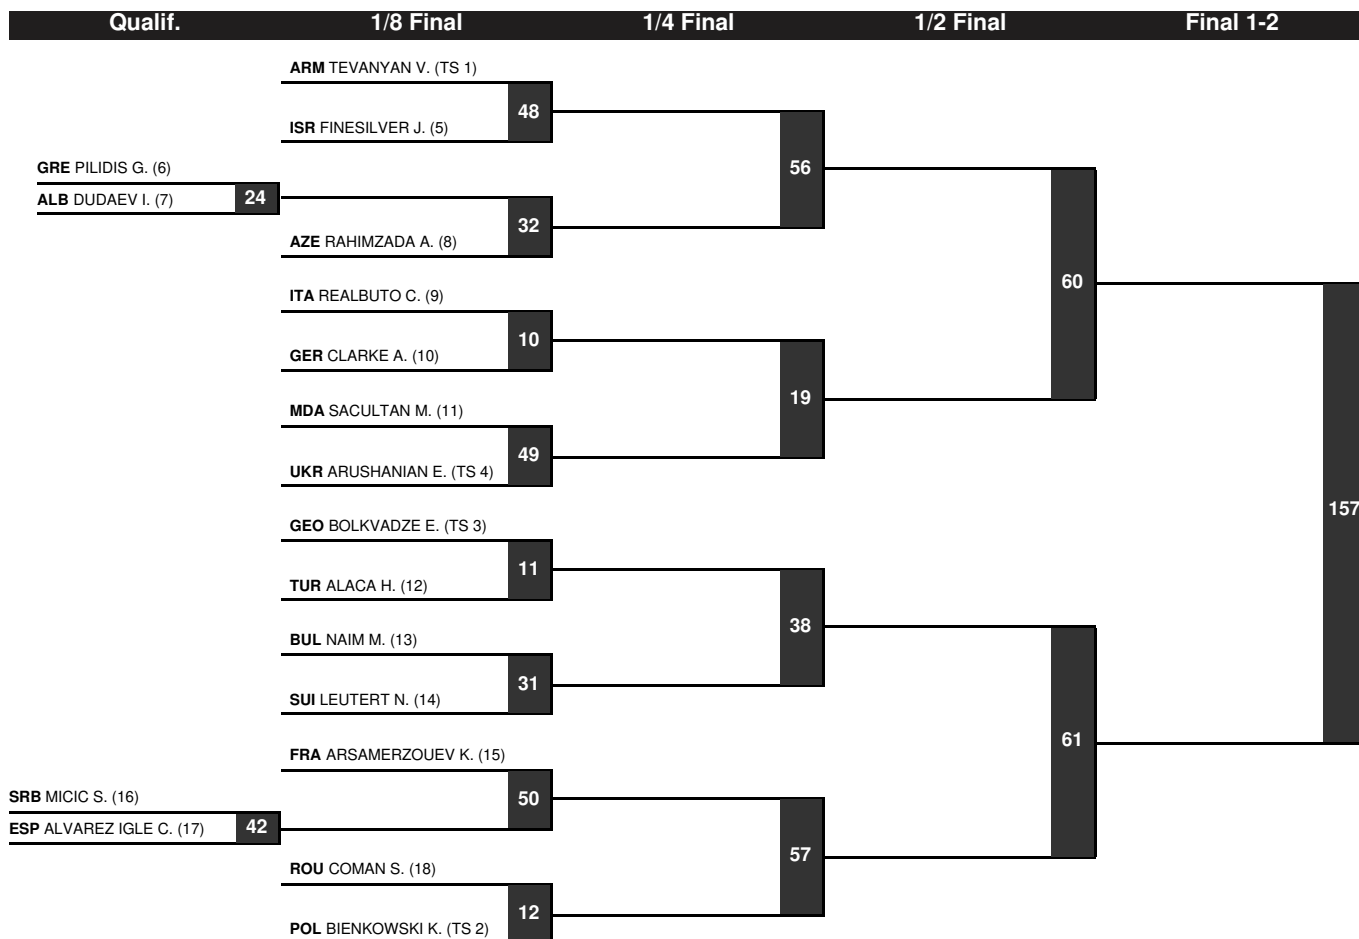 Qualif. 1/8 Final 1/4 Final 1/2 Final Final 1-2
ARM TEVANYAN V. (TS 1)
48
ISR FINESILVER J. (5)
GRE PILIDIS G. (6)
56
ALB DUDAEV I. (7) 24
32
AZE RAHIMZADA A. (8)
60
ITA REALBUTO C. (9)
10
GER CLARKE A. (10)
19
MDA SACULTAN M. (11)
49
UKR ARUSHANIAN E. (TS 4)
157
GEO BOLKVADZE E. (TS 3)
11
TUR ALACA H. (12)
38
BUL NAIM M. (13)
31
SUI LEUTERT N. (14)
61
FRA ARSAMERZOUEV K. (15)
SRB MICIC S. (16)
50
ESP ALVAREZ IGLE C. (17) 42
57
ROU COMAN S. (18)
12
POL BIENKOWSKI K. (TS 2)